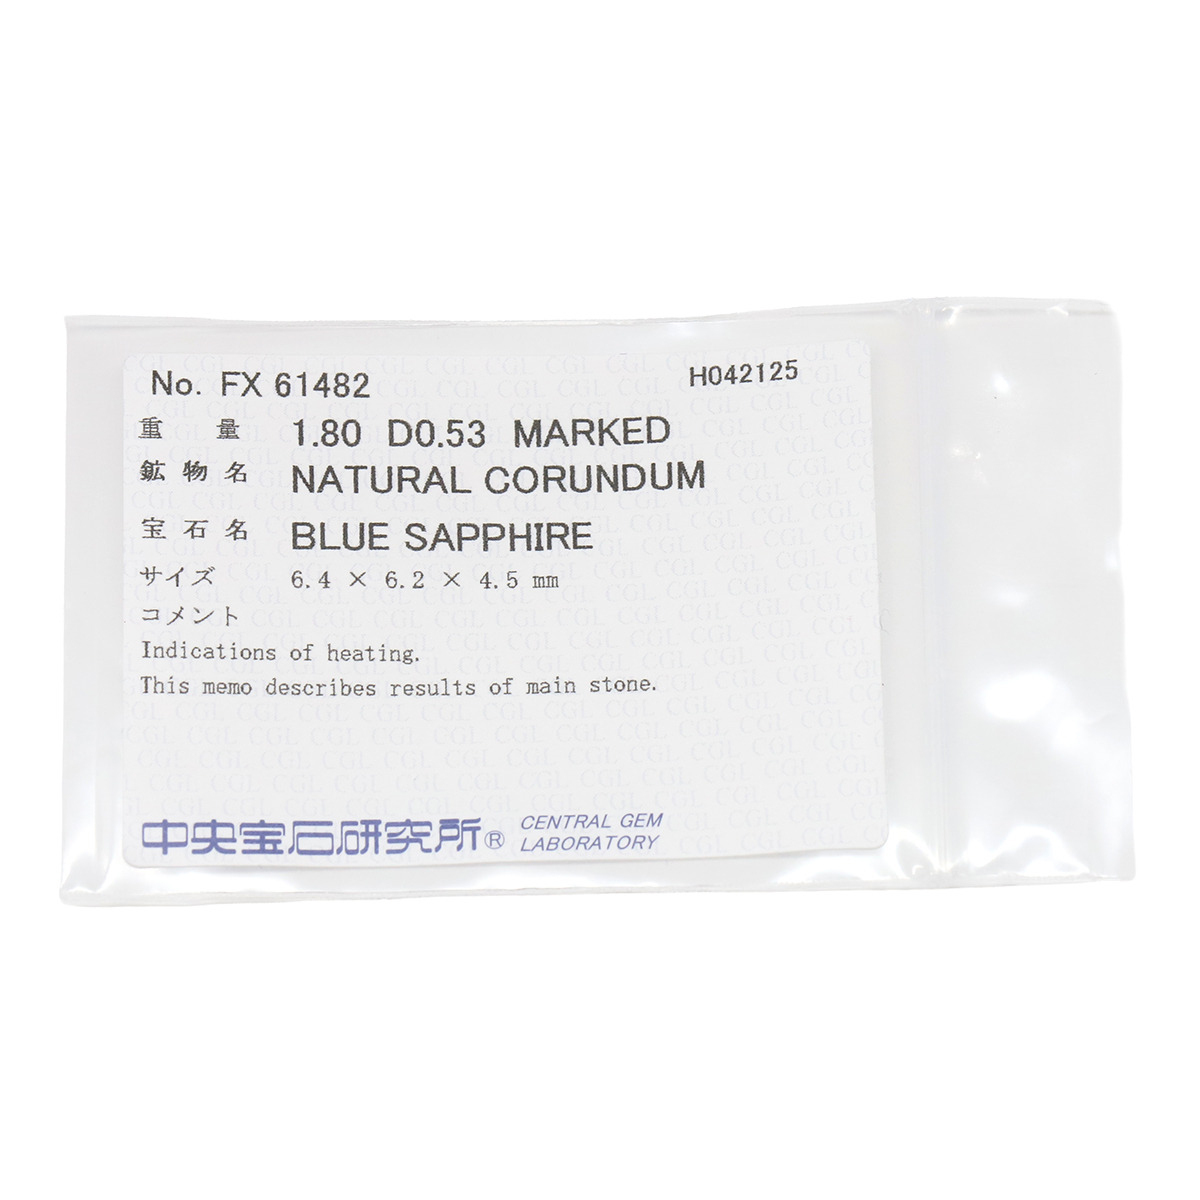 No. FX 61482
H042125
重量 1.80 D0.53 MARKED
鉱物名 NATURAL CORUNDUM
宝石名 BLUE SAPPHIRE
サイズ 6.4 × 6.2 × 4.5 mm
コメント
Indications of heating.
This memo describes results of main stone.
中央宝石研究所® CENTRAL GEM
LABORATORY